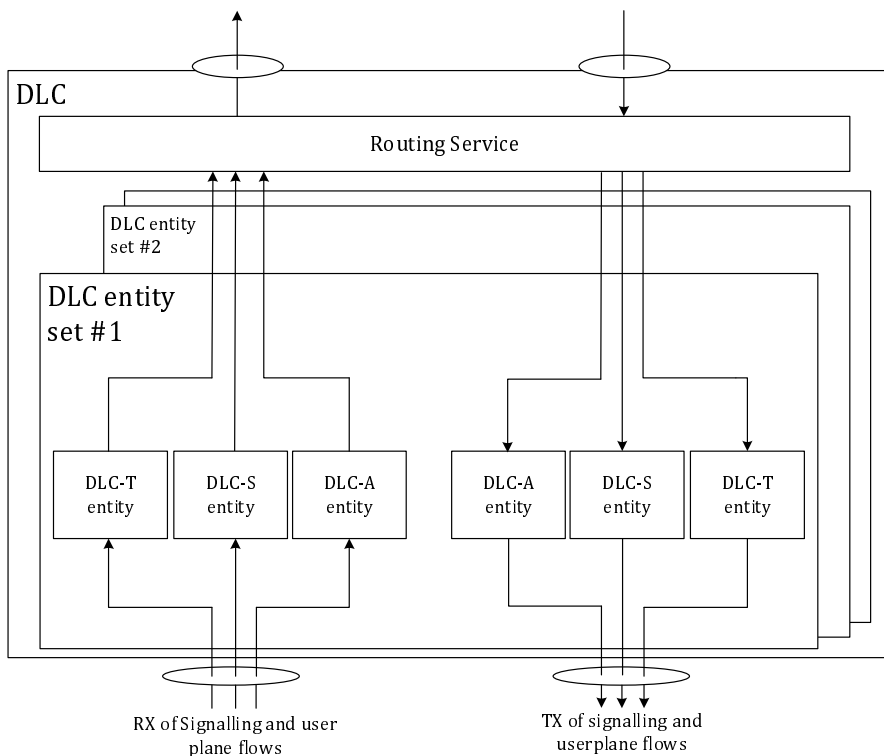 DLC
Routing Service
DLC entity
set #2
DLC entity
set #1
DLC-T
entity
DLC-S
entity
DLC-A
entity
DLC-A
entity
DLC-S
entity
DLC-T
entity
RX of Signalling and user
plane flows
TX of signalling and
userplane flows